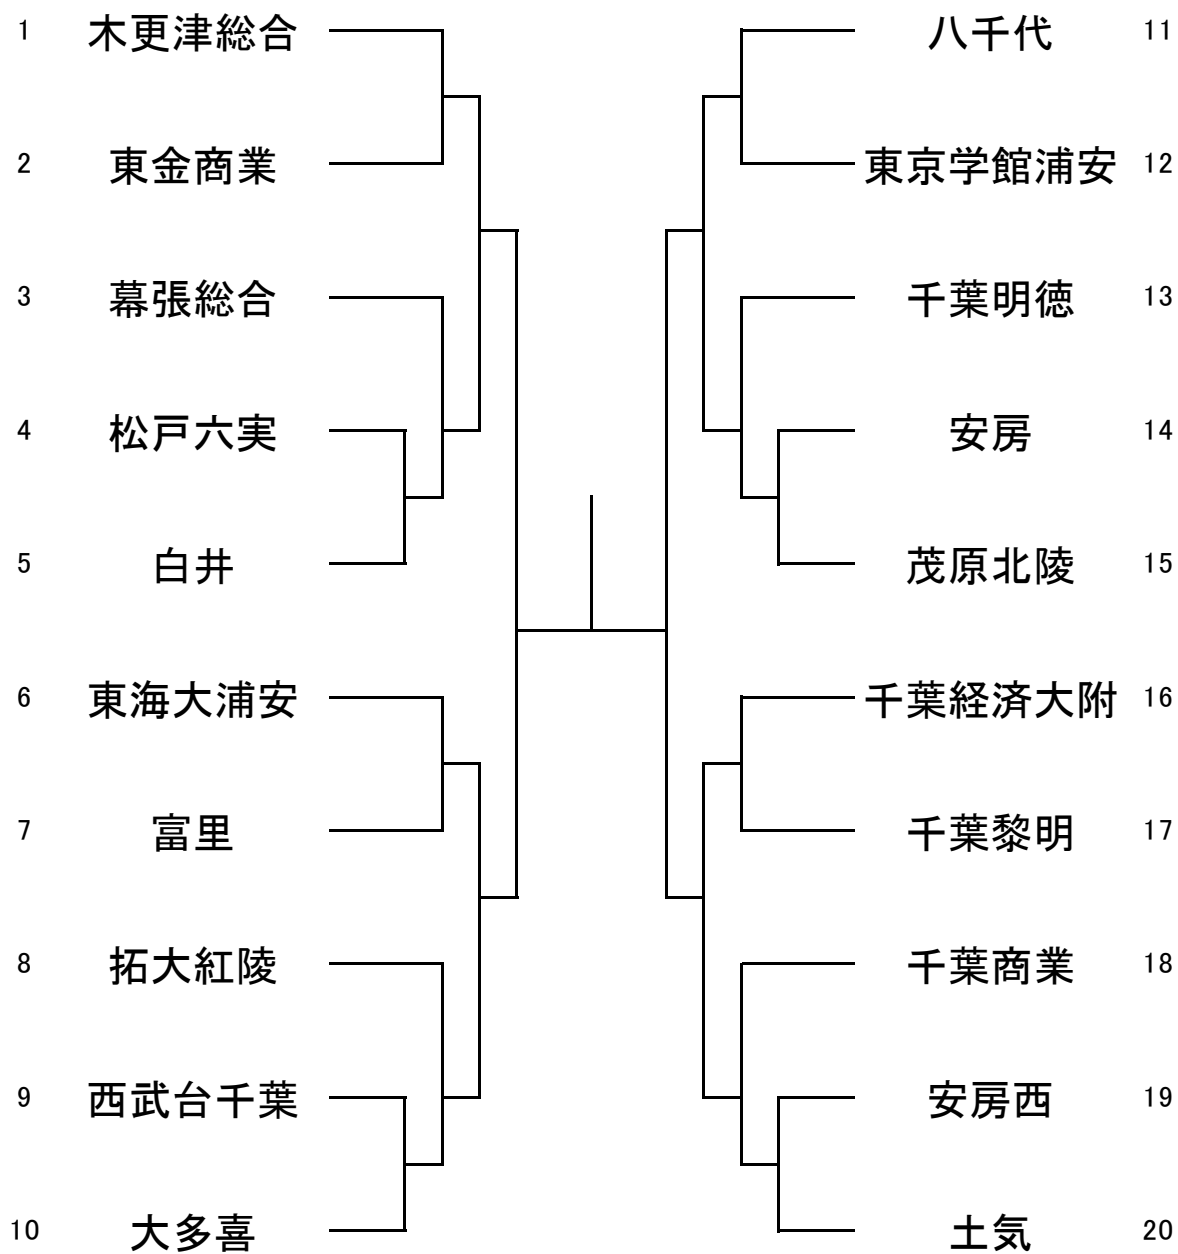 1 木更津総合
2 東金商業
3 幕張総合
4 松戸六実
5 白井
6 東海大浦安
7 富里
8 拓大紅陵
9 西武台千葉
10 大多喜
八千代 11
東京学館浦安 12
千葉明徳 13
安房 14
茂原北陵 15
千葉経済大附 16
千葉黎明 17
千葉商業 18
安房西 19
土気 20